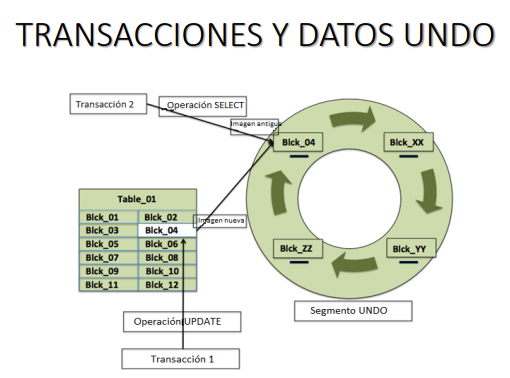 TRANSACCIONES Y DATOS UNDO
Transacción 2
Operación SELECT
Imagen antigua
Blck_04
Blck_XX
Table_01
Blck_01 Blck_02
Blck_03 Blck_04
Blck_05 Blck_06
Blck_07 Blck_08
Blck_09 Blck_10
Blck_11 Blck_12
Imagen nueva
Blck_ZZ
Blck_YY
Segmento UNDO
Operación UPDATE
Transacción 1